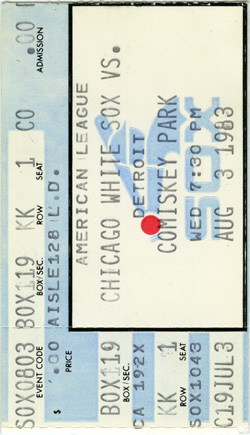 SOX0803 BOX119 KK 1 CO .00
EVENT CODE BOX/SEC. ROW SEAT ADMISSION
$ .00 AISLE128 L.D.
PRICE
AMERICAN LEAGUE
CHICAGO WHITE SOX VS.
DETROIT
COMISKEY PARK
WED 7:30 PM
AUG 3 1983
SOX
BOX119
BOX/SEC.
CA 192X
KK 1
ROW SEAT
SOX1043
C19JUL3